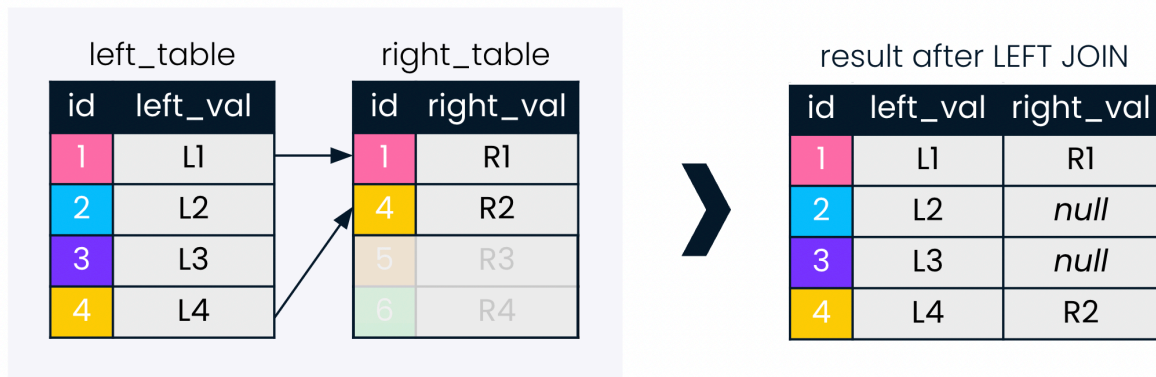 left_table
id left_val
1 L1
2 L2
3 L3
4 L4
right_table
id right_val
1 R1
4 R2
5 R3
6 R4
result after LEFT JOIN
id left_val right_val
1 L1 R1
2 L2 null
3 L3 null
4 L4 R2